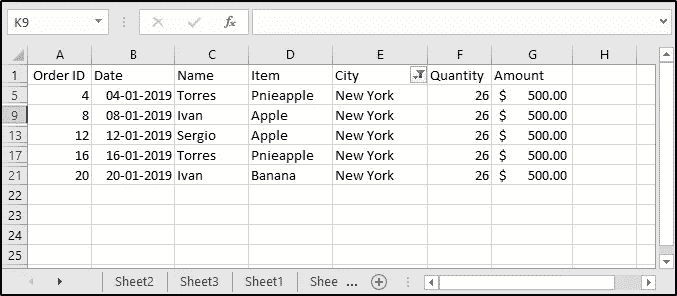 K9 fx
A B C D E F G H
1 Order ID Date Name Item City Quantity Amount
5 4 04-01-2019 Torres Pnieapple New York 26 $ 500.00
9 8 08-01-2019 Ivan Apple New York 26 $ 500.00
13 12 12-01-2019 Sergio Apple New York 26 $ 500.00
17 16 16-01-2019 Torres Pnieapple New York 26 $ 500.00
21 20 20-01-2019 Ivan Banana New York 26 $ 500.00
22
23
24
25
Sheet2 Sheet3 Sheet1 Shee ...